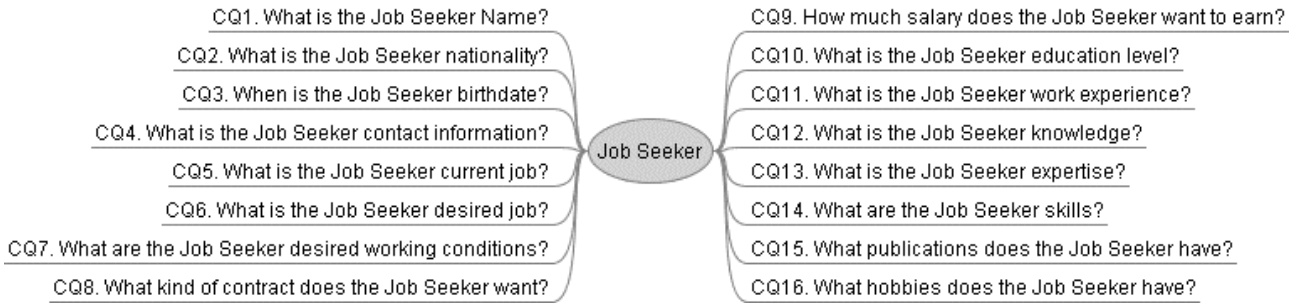 CQ1. What is the Job Seeker Name?
CQ2. What is the Job Seeker nationality?
CQ3. When is the Job Seeker birthdate?
CQ4. What is the Job Seeker contact information?
CQ5. What is the Job Seeker current job?
CQ6. What is the Job Seeker desired job?
CQ7. What are the Job Seeker desired working conditions?
CQ8. What kind of contract does the Job Seeker want?
Job Seeker
CQ9. How much salary does the Job Seeker want to earn?
CQ10. What is the Job Seeker education level?
CQ11. What is the Job Seeker work experience?
CQ12. What is the Job Seeker knowledge?
CQ13. What is the Job Seeker expertise?
CQ14. What are the Job Seeker skills?
CQ15. What publications does the Job Seeker have?
CQ16. What hobbies does the Job Seeker have?